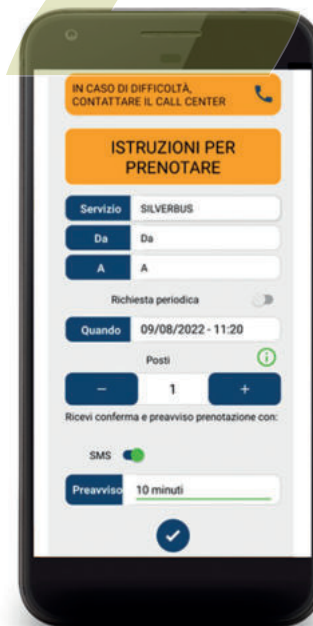 IN CASO DI DIFFICOLTÀ,
CONTATTARE IL CALL CENTER
ISTRUZIONI PER
PRENOTARE
Servizio SILVERBUS
Da Da
A A
Richiesta periodica
Quando 09/08/2022 - 11:20
Posti i
− 1 +
Ricevi conferma e preavviso prenotazione con:
SMS
Preavviso 10 minuti